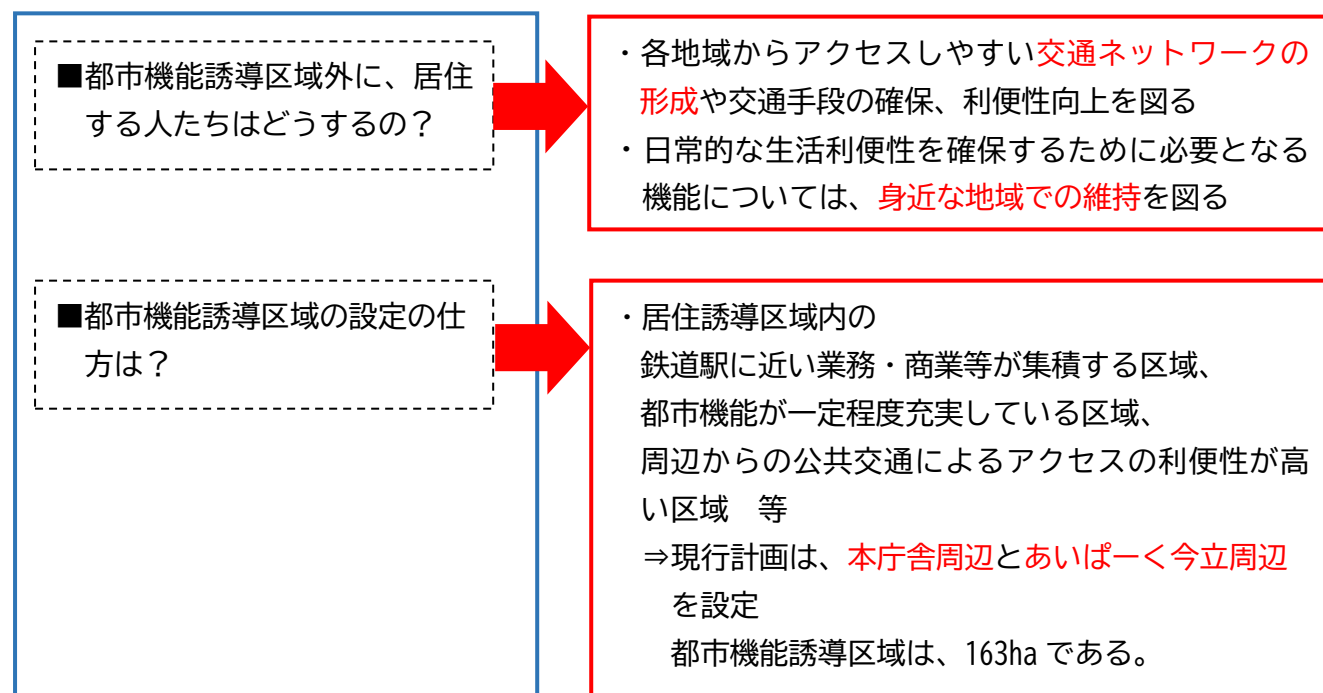 ■都市機能誘導区域外に、居住
する人たちはどうするの？
・各地域からアクセスしやすい交通ネットワークの
形成や交通手段の確保、利便性向上を図る
・日常的な生活利便性を確保するために必要となる
機能については、身近な地域での維持を図る
■都市機能誘導区域の設定の仕
方は？
・居住誘導区域内の
鉄道駅に近い業務・商業等が集積する区域、
都市機能が一定程度充実している区域、
周辺からの公共交通によるアクセスの利便性が高
い区域　等
⇒現行計画は、本庁舎周辺とあいぱーく今立周辺
を設定
都市機能誘導区域は、163ha である。